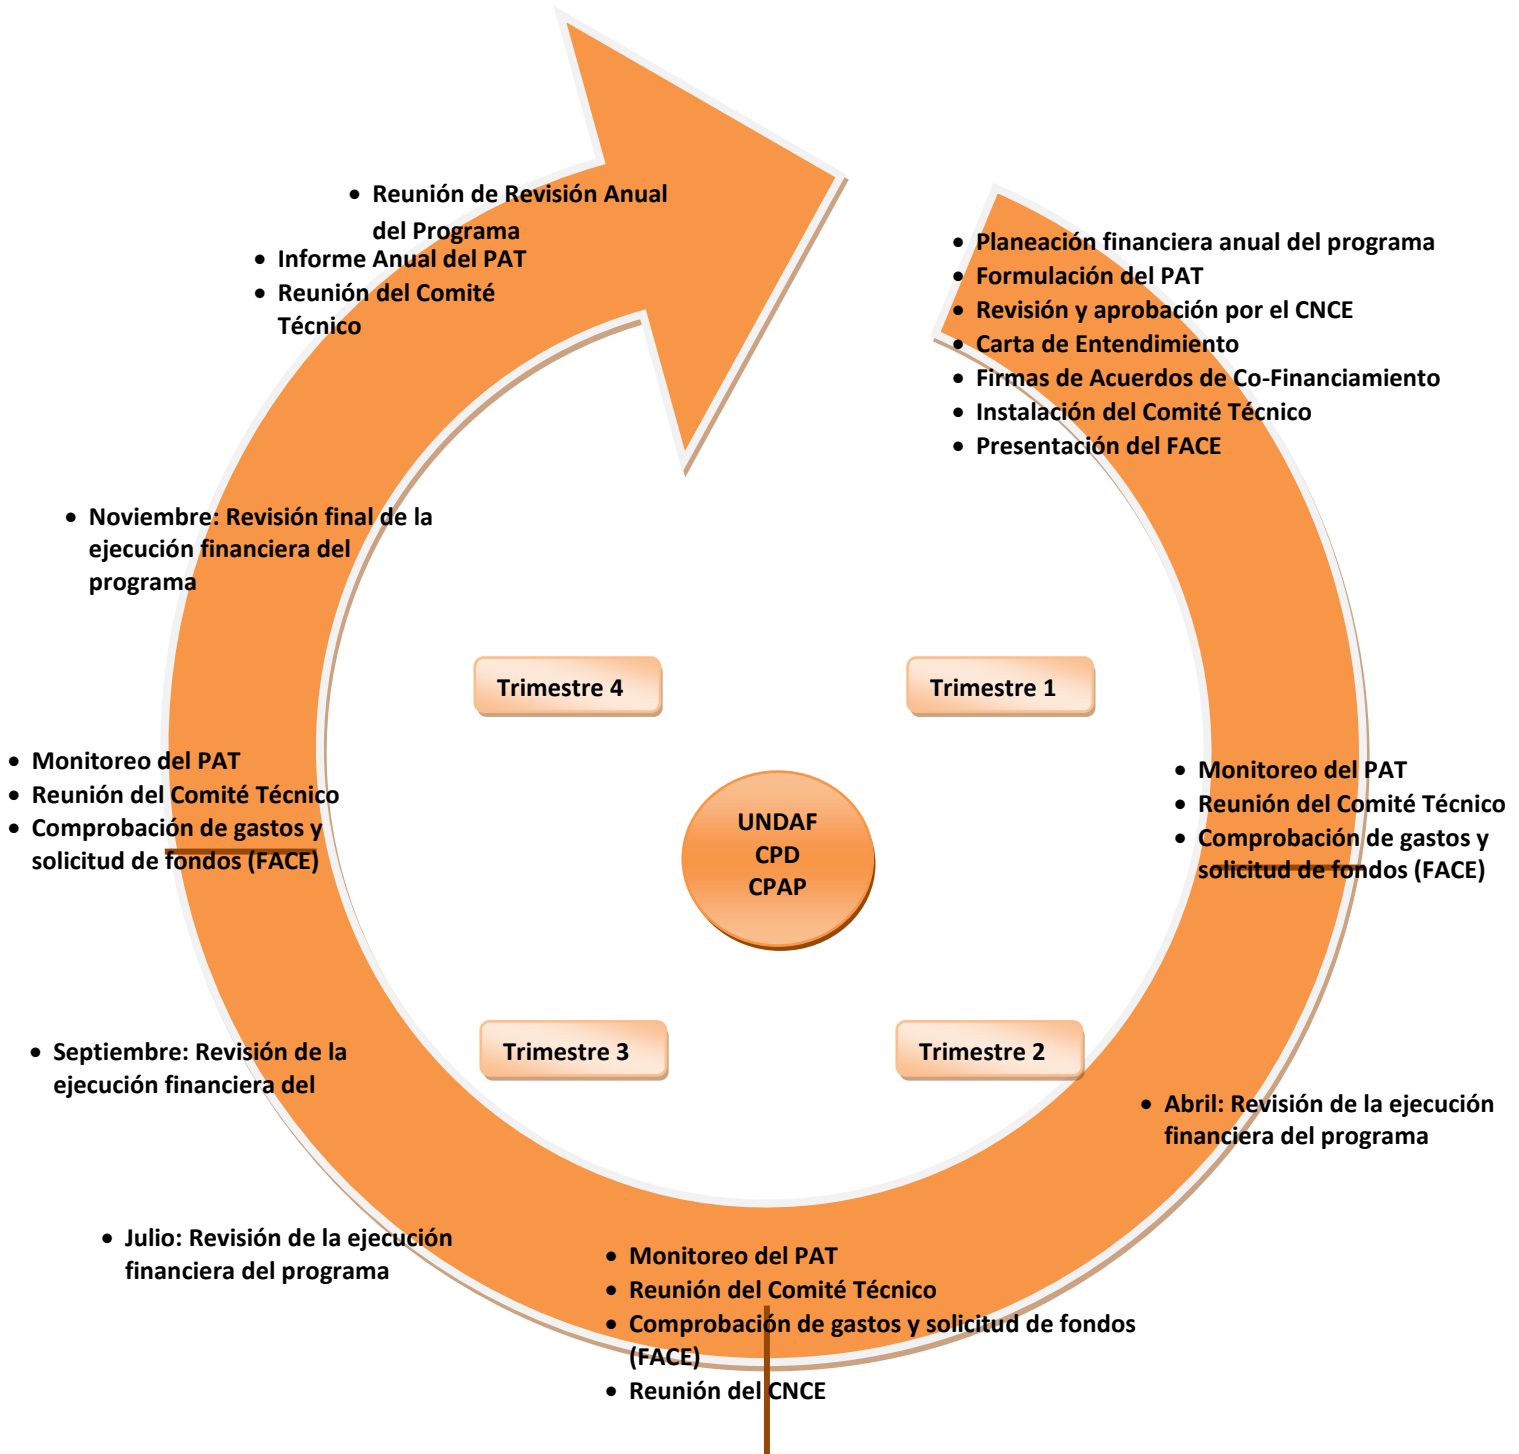 • Planeación financiera anual del programa
• Formulación del PAT
• Revisión y aprobación por el CNCE
• Carta de Entendimiento
• Firmas de Acuerdos de Co-Financiamiento
• Instalación del Comité Técnico
• Presentación del FACE
Trimestre 1
• Monitoreo del PAT
• Reunión del Comité Técnico
• Comprobación de gastos y
solicitud de fondos (FACE)
Trimestre 2
• Abril: Revisión de la ejecución
financiera del programa
• Monitoreo del PAT
• Reunión del Comité Técnico
• Comprobación de gastos y solicitud de fondos
(FACE)
• Reunión del CNCE
Trimestre 3
• Julio: Revisión de la ejecución
financiera del programa
• Septiembre: Revisión de la
ejecución financiera del
• Monitoreo del PAT
• Reunión del Comité Técnico
• Comprobación de gastos y
solicitud de fondos (FACE)
Trimestre 4
• Noviembre: Revisión final de la
ejecución financiera del
programa
• Reunión de Revisión Anual
del Programa
• Informe Anual del PAT
• Reunión del Comité
Técnico
UNDAF
CPD
CPAP